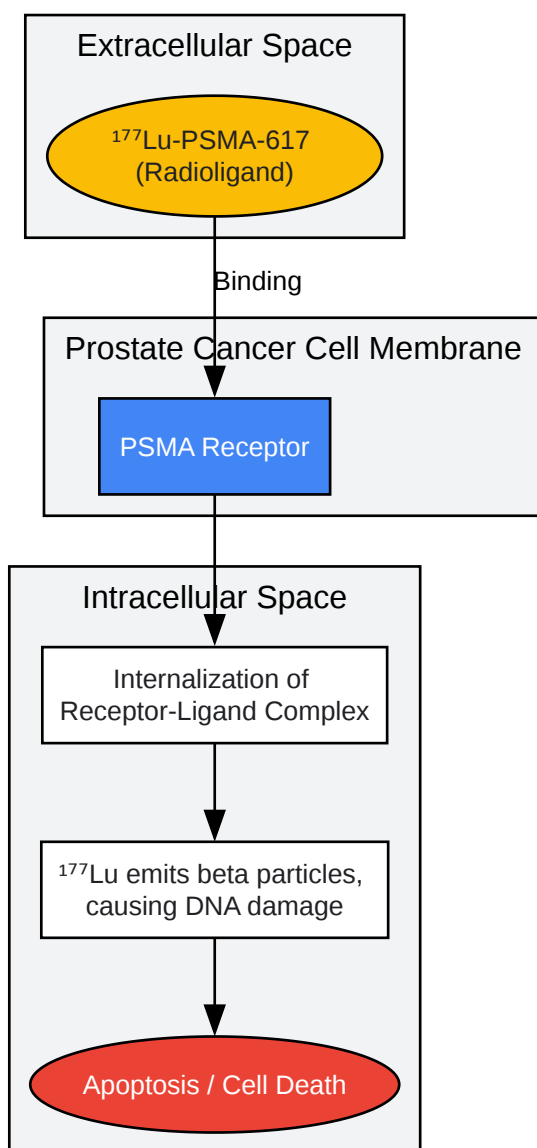 Extracellular Space
¹⁷⁷Lu-PSMA-617
(Radioligand)
Binding
Prostate Cancer Cell Membrane
PSMA Receptor
Intracellular Space
Internalization of
Receptor-Ligand Complex
¹⁷⁷Lu emits beta particles,
causing DNA damage
Apoptosis / Cell Death